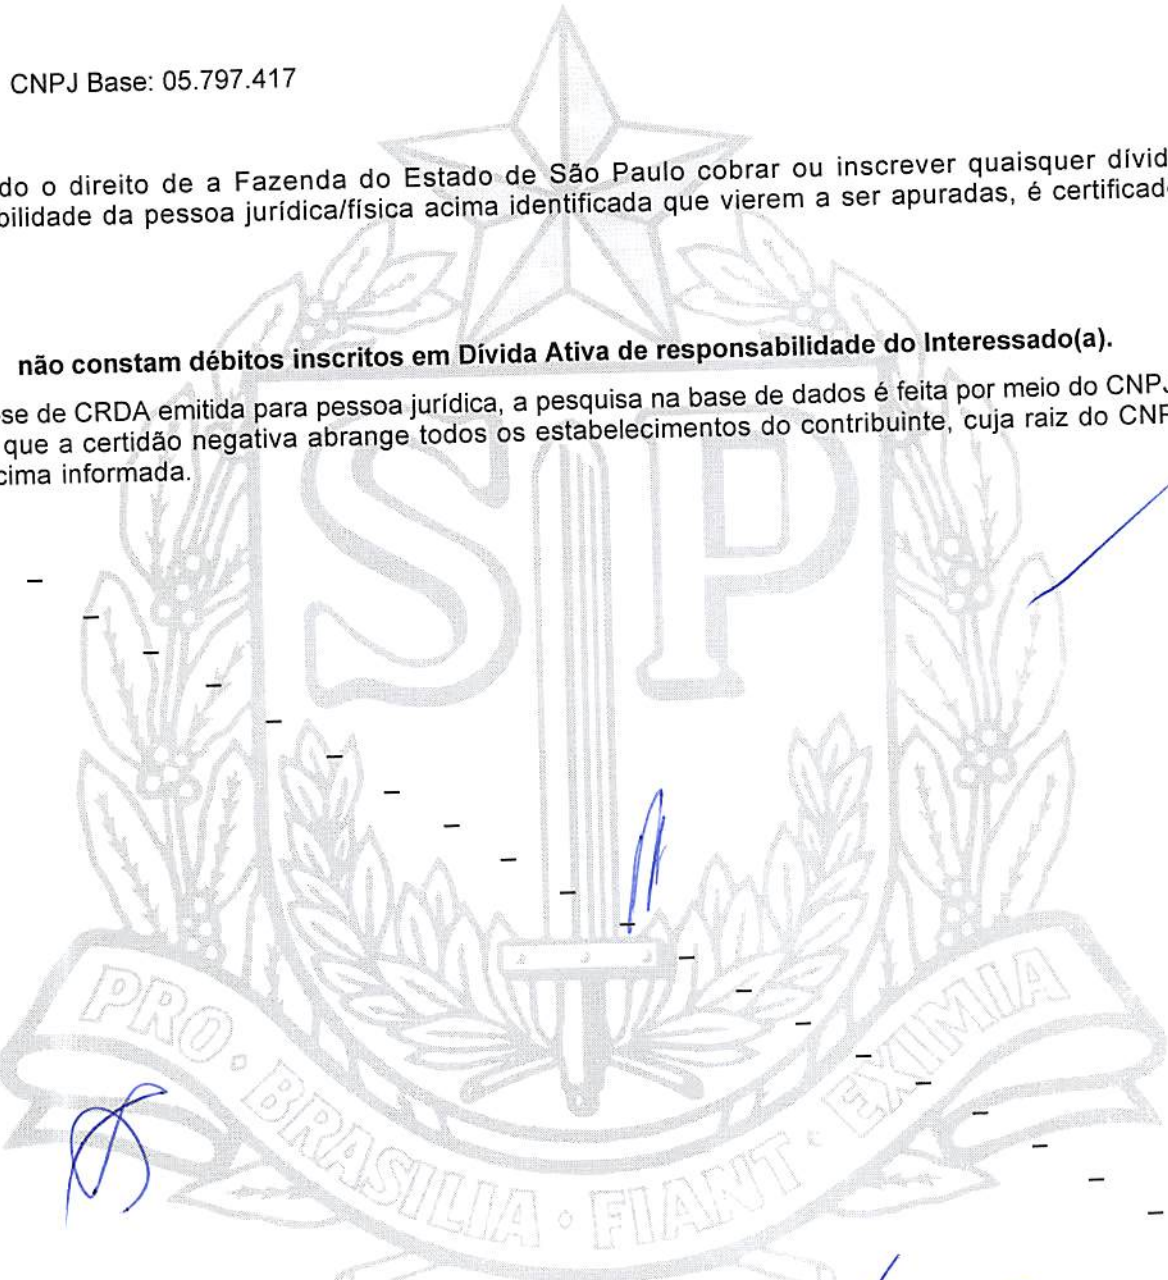 CNPJ Base: 05.797.417
do o direito de a Fazenda do Estado de São Paulo cobrar ou inscrever quaisquer dívid
bilidade da pessoa jurídica/física acima identificada que vierem a ser apuradas, é certificad
não constam débitos inscritos em Dívida Ativa de responsabilidade do Interessado(a).
se de CRDA emitida para pessoa jurídica, a pesquisa na base de dados é feita por meio do CNPJ
que a certidão negativa abrange todos os estabelecimentos do contribuinte, cuja raiz do CNP
cima informada.
SP
PRO · BRASILIA · FIANT · EXIMIA